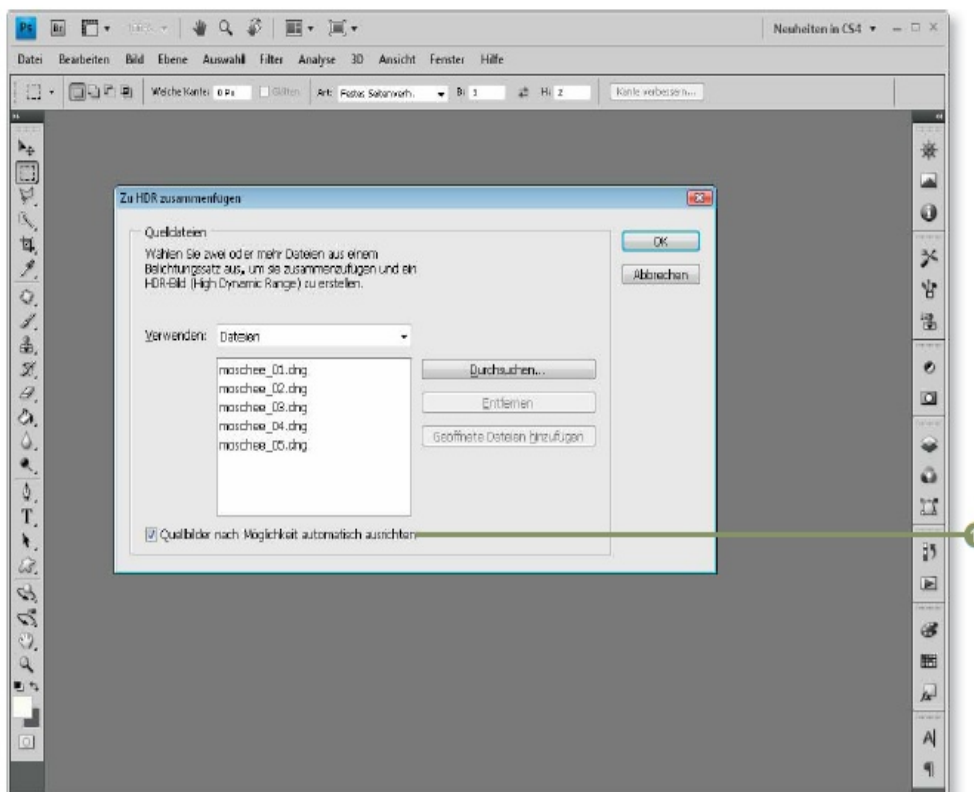 Ps Br Neuheiten in CS4
Datei Bearbeiten Bild Ebene Auswahl Filter Analyse 3D Ansicht Fenster Hilfe
Weiche Kante: 0 Px Glätten Art: Festes Seitenverh. B: 1 H: 2 Kante verbessern...
Zu HDR zusammenfügen
Quelldateien
OK
Wählen Sie zwei oder mehr Dateien aus einem
Belichtungssatz aus, um sie zusammenzufügen und ein
HDR-Bild (High Dynamic Range) zu erstellen.
Abbrechen
Verwenden: Dateien
moschee_01.dng
moschee_02.dng
moschee_03.dng
moschee_04.dng
moschee_05.dng
Durchsuchen...
Entfernen
Geöffnete Dateien hinzufügen
Quellbilder nach Möglichkeit automatisch ausrichten